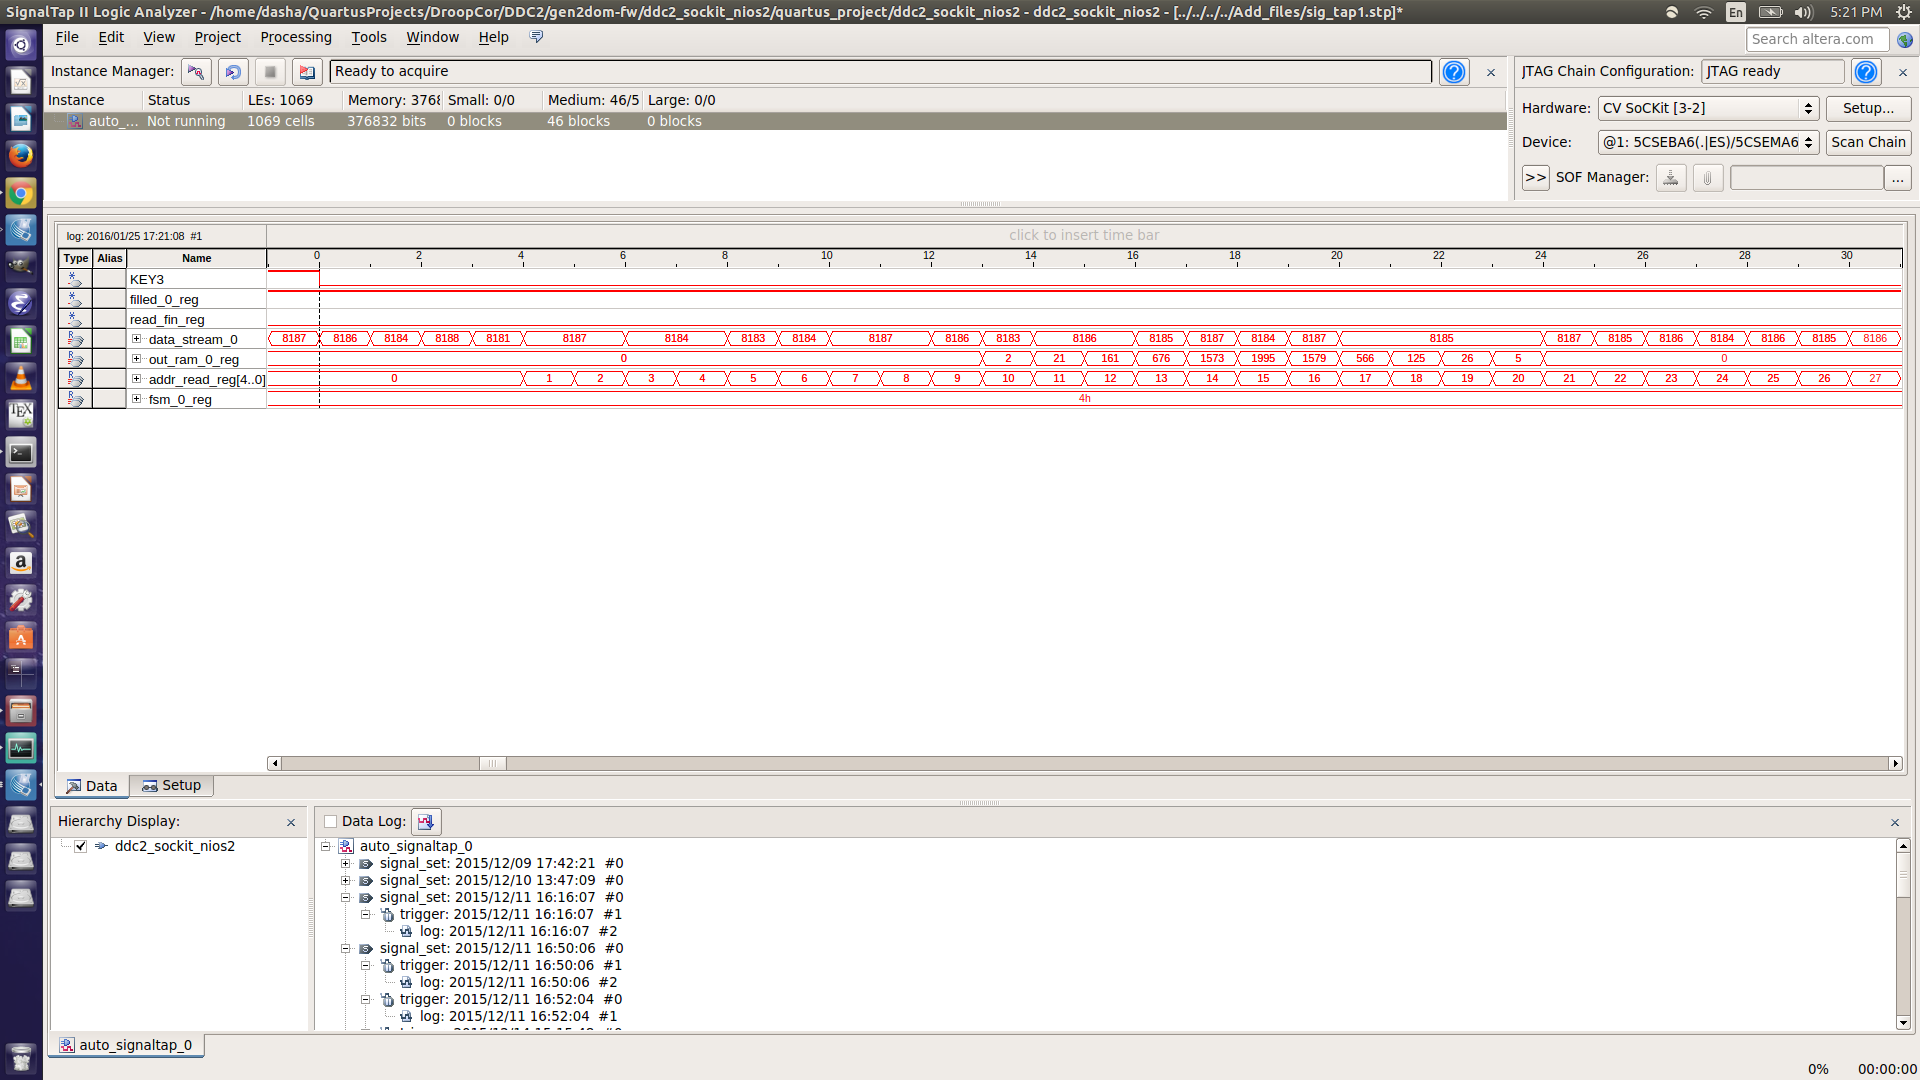 SignalTap II Logic Analyzer - /home/dasha/QuartusProjects/DroopCor/DDC2/gen2dom-fw/ddc2_sockit_nios2/quartus_project/ddc2_sockit_nios2 - ddc2_sockit_nios2 - [../../../../Add_files/sig_tap1.stp]* En 5:21 PM
File Edit View Project Processing Tools Window Help Search altera.com
Instance Manager: Ready to acquire JTAG Chain Configuration: JTAG ready
Instance Status LEs: 1069 Memory: 3768 Small: 0/0 Medium: 46/5 Large: 0/0
auto_... Not running 1069 cells 376832 bits 0 blocks 46 blocks 0 blocks
Hardware: CV SoCKit [3-2] Setup...
Device: @1: 5CSEBA6(.|ES)/5CSEMA6 Scan Chain
>> SOF Manager: ...
log: 2016/01/25 17:21:08 #1 click to insert time bar
Type Alias Name 0 2 4 6 8 10 12 14 16 18 20 22 24 26 28 30
KEY3
filled_0_reg
read_fin_reg
data_stream_0 8187 8186 8184 8188 8181 8187 8184 8183 8184 8187 8186 8183 8186 8185 8187 8184 8187 8185 8187 8185 8186 8184 8186 8185 8186
out_ram_0_reg 0 2 21 161 676 1573 1995 1579 566 125 26 5 0
addr_read_reg[4..0] 0 1 2 3 4 5 6 7 8 9 10 11 12 13 14 15 16 17 18 19 20 21 22 23 24 25 26 27
fsm_0_reg 4h
Data Setup
Hierarchy Display:
ddc2_sockit_nios2
Data Log:
auto_signaltap_0
signal_set: 2015/12/09 17:42:21 #0
signal_set: 2015/12/10 13:47:09 #0
signal_set: 2015/12/11 16:16:07 #0
trigger: 2015/12/11 16:16:07 #1
log: 2015/12/11 16:16:07 #2
signal_set: 2015/12/11 16:50:06 #0
trigger: 2015/12/11 16:50:06 #1
log: 2015/12/11 16:50:06 #2
trigger: 2015/12/11 16:52:04 #0
log: 2015/12/11 16:52:04 #1
auto_signaltap_0
0% 00:00:00